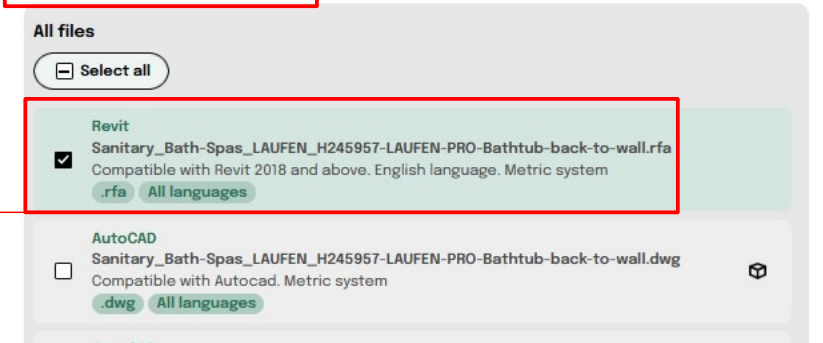 All files
Select all
Revit
Sanitary_Bath-Spas_LAUFEN_H245957-LAUFEN-PRO-Bathtub-back-to-wall.rfa
Compatible with Revit 2018 and above. English language. Metric system
.rfa All languages
AutoCAD
Sanitary_Bath-Spas_LAUFEN_H245957-LAUFEN-PRO-Bathtub-back-to-wall.dwg
Compatible with Autocad. Metric system
.dwg All languages